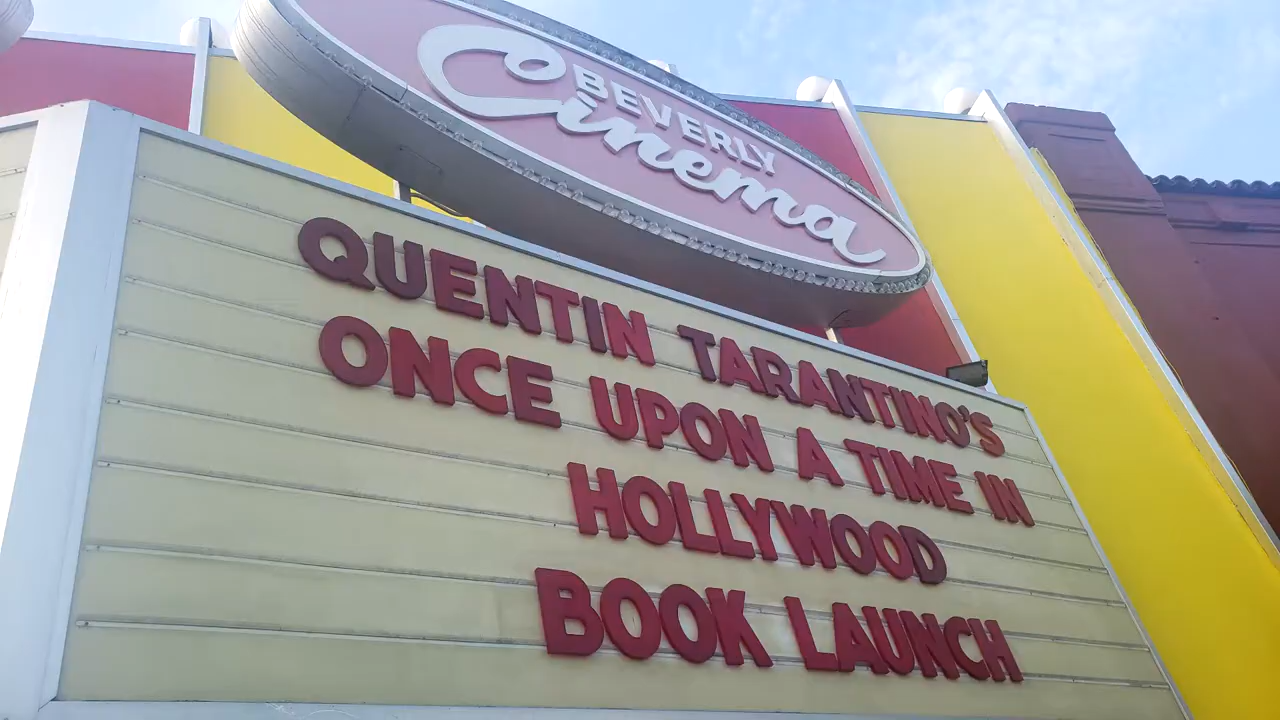 BEVERLY
Cinema
QUENTIN TARANTINO'S
ONCE UPON A TIME IN
HOLLYWOOD
BOOK LAUNCH